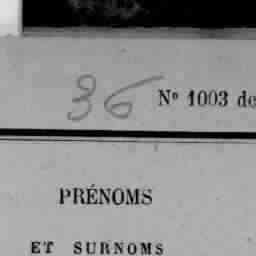 36 Nº 1003 de
PRÉNOMS
ET SURNOMS